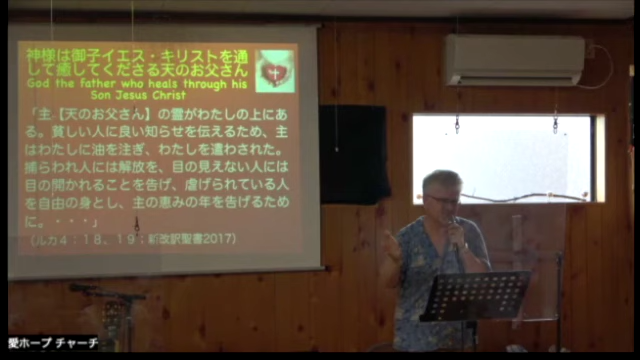 神様は御子イエス・キリストを通
して癒してくださる天のお父さん
God the father who heals through his
Son Jesus Christ
「主【天のお父さん】の霊がわたしの上にあ
る。貧しい人に良い知らせを伝えるため、主
はわたしに油を注ぎ、わたしを遣わされた。
捕らわれ人には解放を、目の見えない人には
目の開かれることを告げ、虐げられている人
を自由の身とし、主の恵みの年を告げるため
に。・・・」
（ルカ４：１８、１９：新改訳聖書2017）
愛ホープ チャーチ